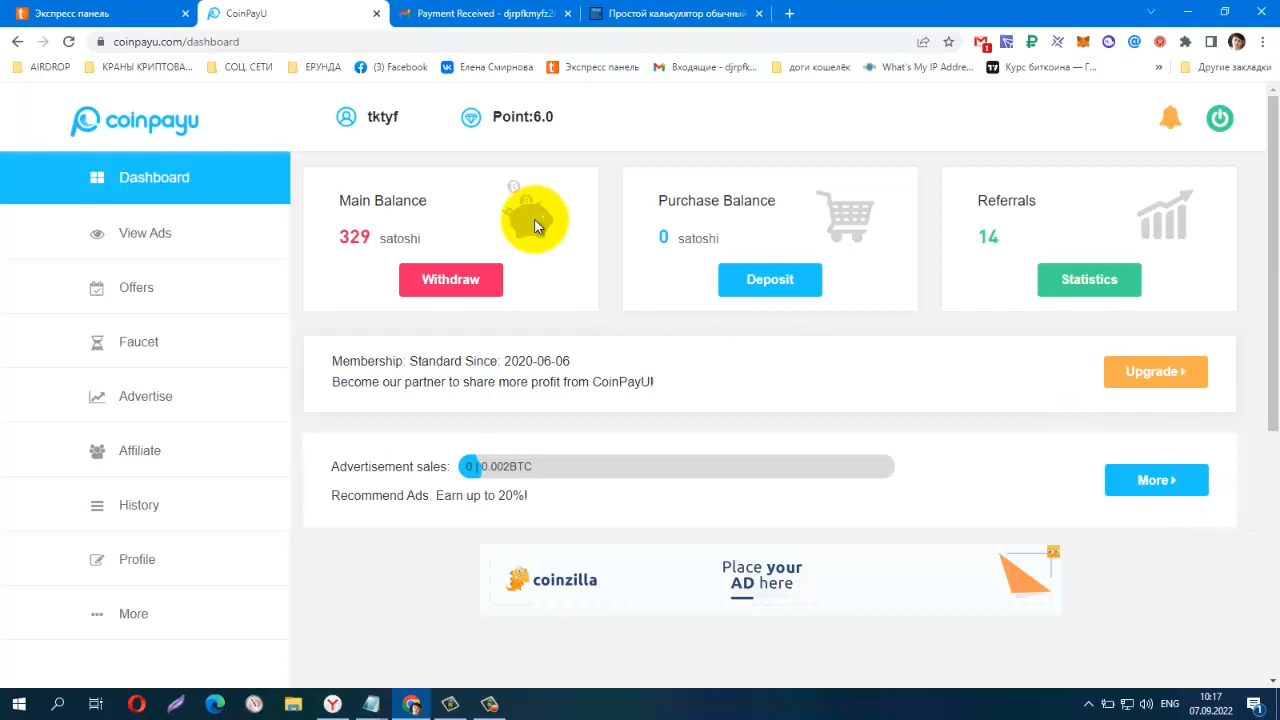 Экспресс панель
CoinPayU
Payment Received - djrpfkmyfz2
Простой калькулятор обычный
coinpayu.com/dashboard
1
AIRDROP
КРАНЫ КРИПТОВА...
СОЦ. СЕТИ
ЕРУНДА
(3) Facebook
Елена Смирнова
Экспресс панель
Входящие - djrpfk...
доги кошелёк
What's My IP Addre...
Курс биткоина — Г...
»
Другие закладки
coinpayu
tktyf
Point:6.0
Dashboard
View Ads
Offers
Faucet
Advertise
Affiliate
History
Profile
More
Main Balance
329 satoshi
Withdraw
Purchase Balance
0 satoshi
Deposit
Referrals
14
Statistics
Membership: Standard Since: 2020-06-06
Become our partner to share more profit from CoinPayU!
Upgrade
Advertisement sales: 0 | 0.002BTC
Recommend Ads. Earn up to 20%!
More
coinzilla
Place your
AD here
ENG
10:17
07.09.2022
1